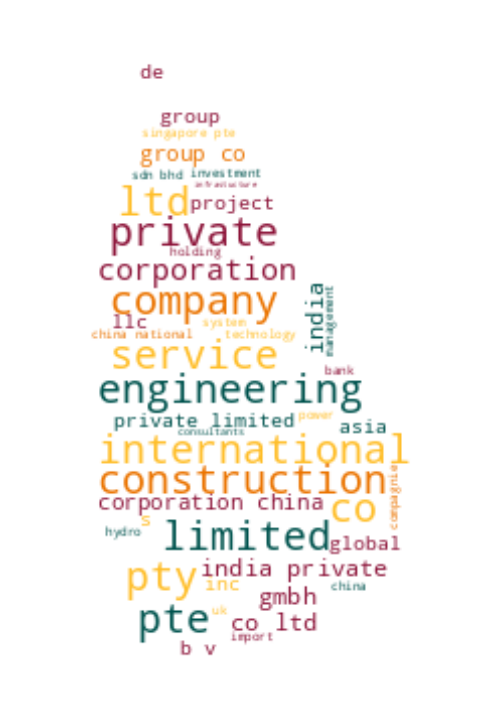 de
group
singapore pte
group co
sdn bhd investment
infrastucture
ltd project
private
holding
corporation
company
india
management
llc
system
china national technology
service
bank
engineering
private limited power
asia
consultants
international
construction
compagnie
corporation china
co
s
hydro
limited global
india private
pty inc
china
gmbh
pte uk
co ltd
import
b v